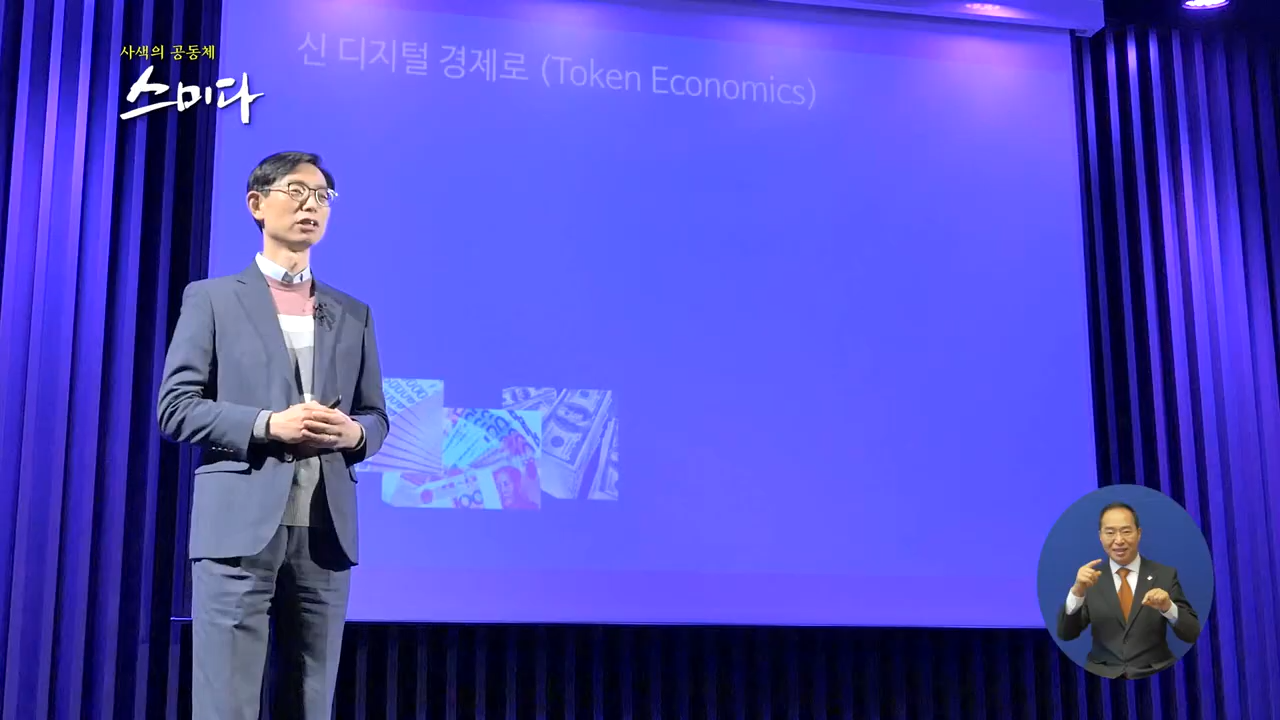 사색의 공동체
스미다
신 디지털 경제로 (Token Economics)